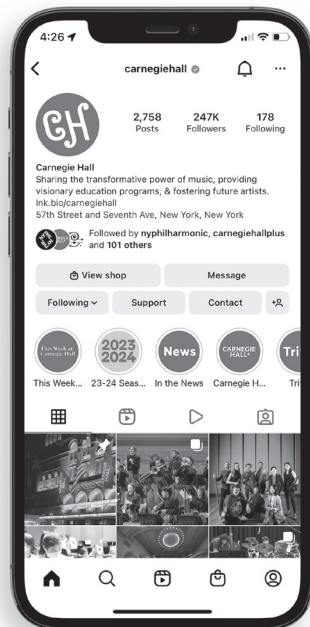 4:26
carnegiehall
CH
2,758 247K 178
Posts Followers Following
Carnegie Hall
Sharing the transformative power of music, providing
visionary education programs, & fostering future artists.
lnk.bio/carnegiehall
57th Street and Seventh Ave, New York, New York
Followed by nyphilharmonic, carnegiehallplus
and 101 others
View shop Message
Following Support Contact
This Week at
Carnegie Hall
2023
2024
News
CARNEGIE
HALL+
Tri
This Week... 23-24 Seas... In the News Carnegie H... Tri